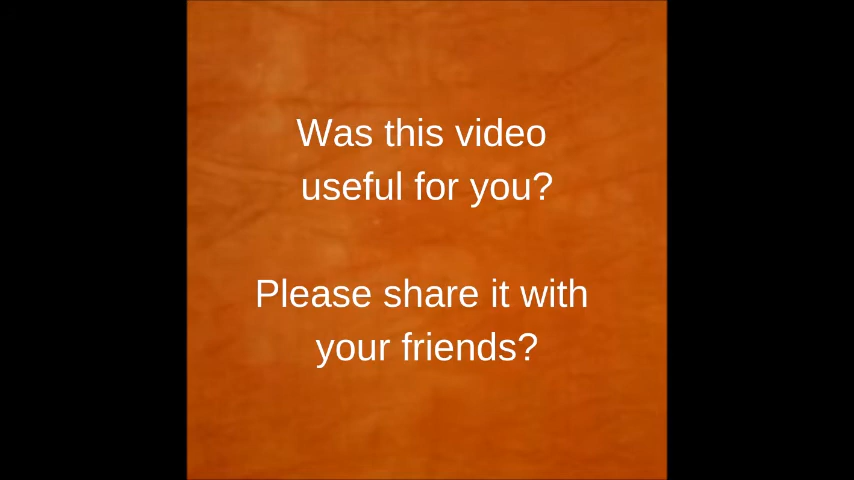 Was this video
useful for you?
Please share it with
your friends?